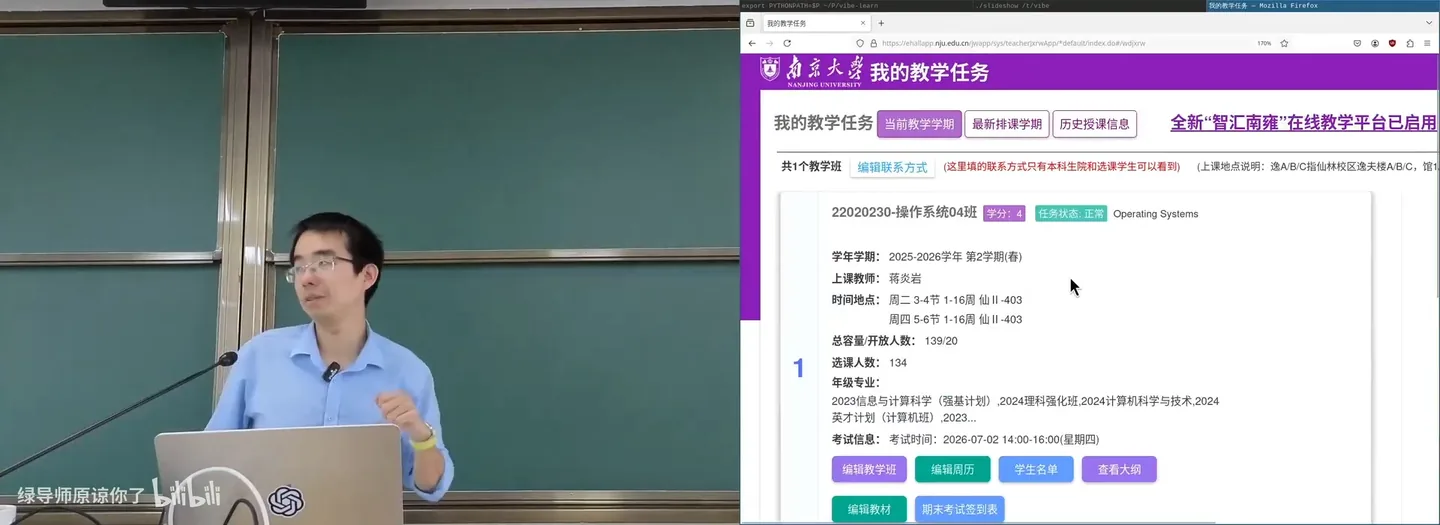 绿导师原谅你了 bilibili
export PYTHONPATH=$P ~/P/vibe-learn
./slideshow /t/vibe
我的教学任务 — Mozilla Firefox
我的教学任务
https://ehallapp.nju.edu.cn/jwapp/sys/teacherjxrwApp/*default/index.do#/wdjxrw
170%
南京大学
NANJING UNIVERSITY
我的教学任务
我的教学任务 当前教学学期 最新排课学期 历史授课信息 全新“智汇南雍”在线教学平台已启用
共1个教学班 编辑联系方式 (这里填的联系方式只有本科生院和选课学生可以看到) (上课地点说明：逸A/B/C指仙林校区逸夫楼A/B/C，馆1
22020230-操作系统04班 学分：4 任务状态: 正常 Operating Systems
学年学期： 2025-2026学年 第2学期(春)
上课教师： 蒋炎岩
时间地点： 周二 3-4节 1-16周 仙Ⅱ-403
周四 5-6节 1-16周 仙Ⅱ-403
总容量/开放人数： 139/20
1
选课人数： 134
年级专业：
2023信息与计算科学（强基计划）,2024理科强化班,2024计算机科学与技术,2024
英才计划（计算机班）,2023...
考试信息： 考试时间：2026-07-02 14:00-16:00(星期四)
编辑教学班 编辑周历 学生名单 查看大纲
编辑教材 期末考试签到表